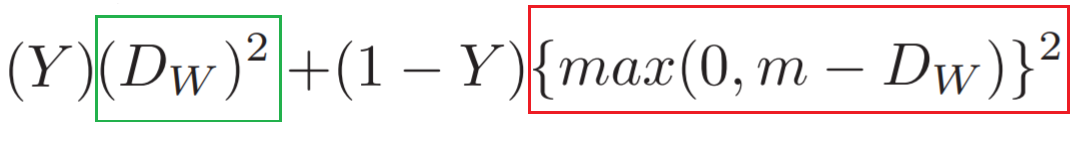 (Y)(D_W)^2+(1 − Y){max(0, m − D_W)}^2